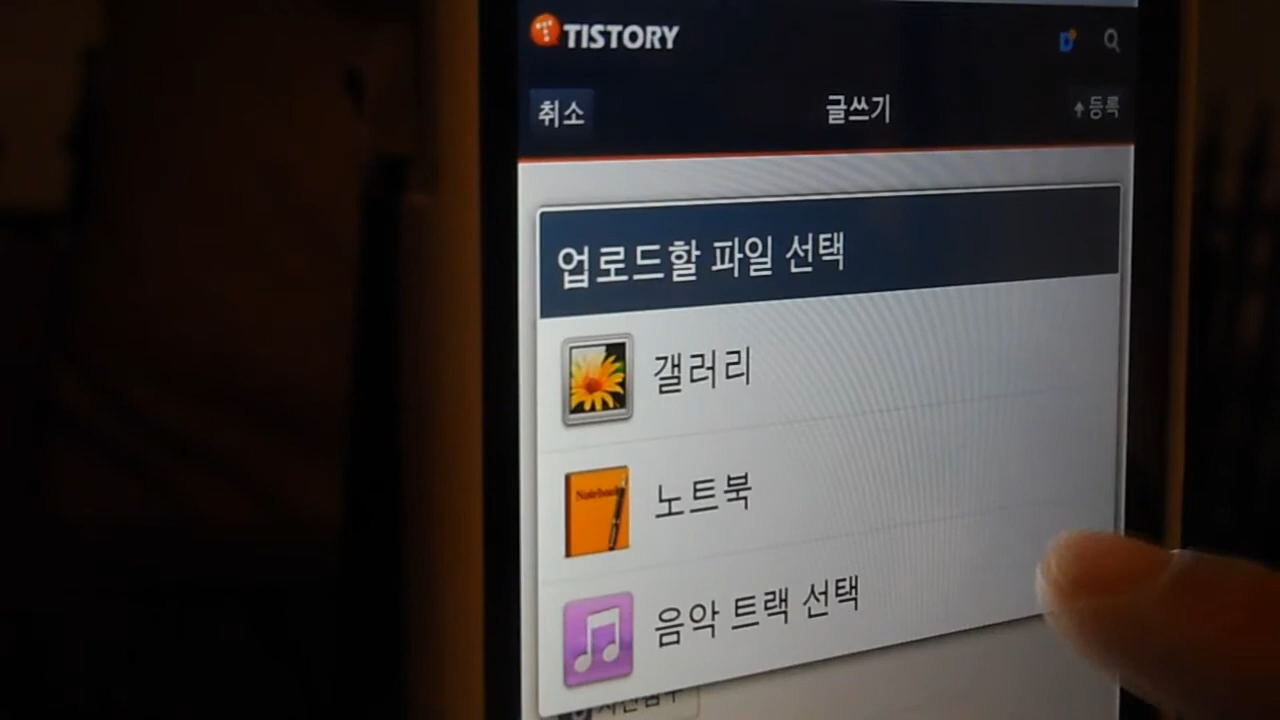 TISTORY
취소 글쓰기 등록
업로드할 파일 선택
갤러리
Notebook
노트북
음악 트랙 선택